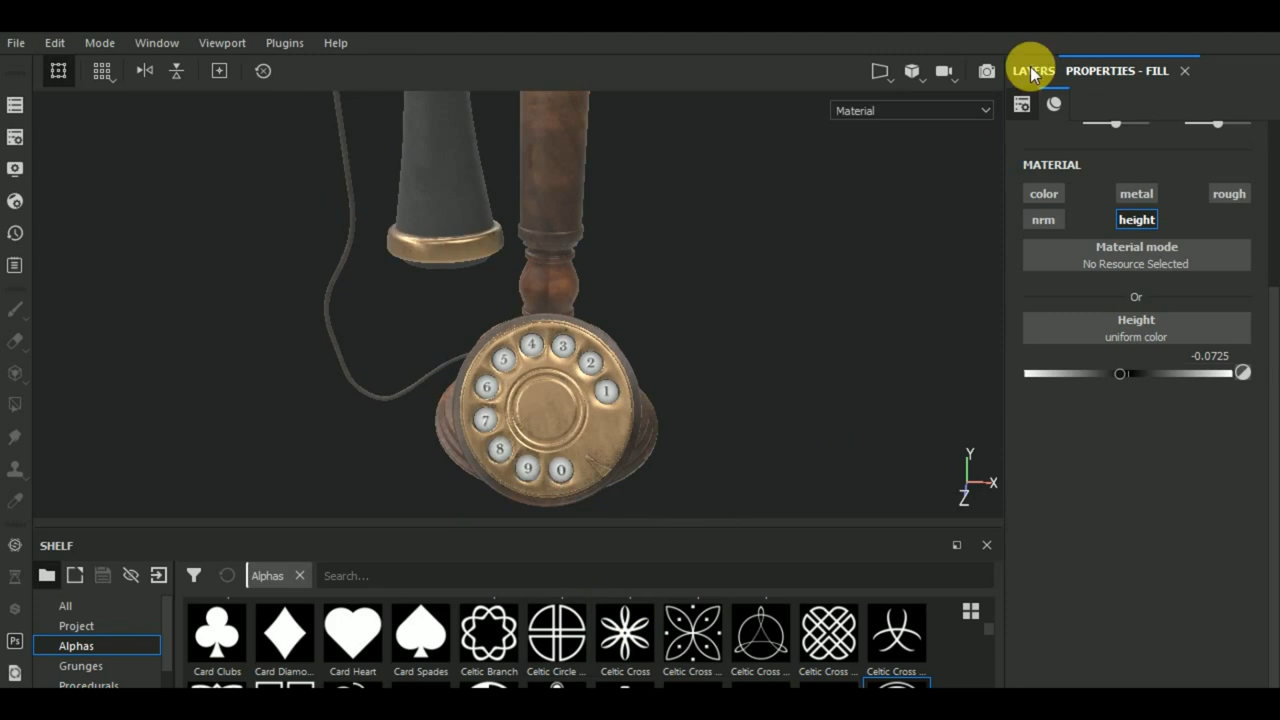 File Edit Mode Window Viewport Plugins Help
LAYERS PROPERTIES - FILL
Material
MATERIAL
color metal rough
nrm height
Material mode
No Resource Selected
Or
Height
uniform color
-0.0725
4 3
5 2
6 1
7
8
9 0
Y
X
Z
SHELF
Alphas Search...
All
Project
Alphas
Grunges
Procedurals
Ps
Card Clubs Card Diamo... Card Heart Card Spades Celtic Branch Celtic Circle ... Celtic Cross Celtic Cross ... Celtic Cross ... Celtic Cross ... Celtic Cross ...